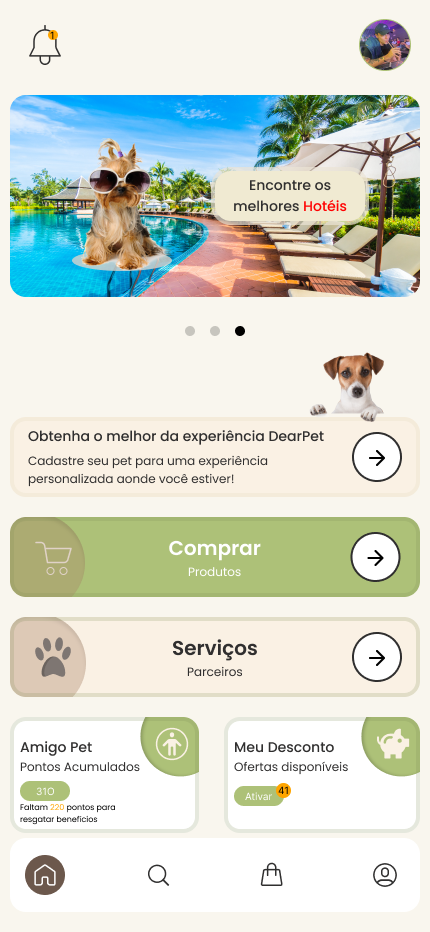 1
Encontre os
melhores Hotéis
Obtenha o melhor da experiência DearPet
Cadastre seu pet para uma experiência
personalizada aonde você estiver!
Comprar
Produtos
Serviços
Parceiros
Amigo Pet
Pontos Acumulados
310
Faltam 220 pontos para
resgatar benefícios
Meu Desconto
Ofertas disponíveis
Ativar
41